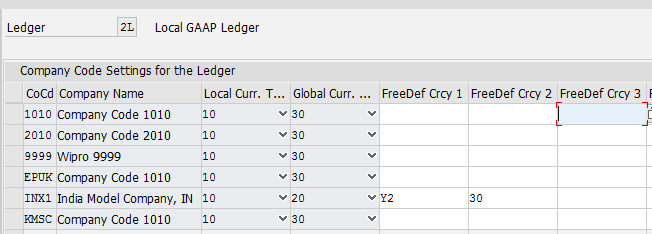 Ledger 2L Local GAAP Ledger
Company Code Settings for the Ledger
CoCd Company Name Local Curr. T... Global Curr. ... FreeDef Crcy 1 FreeDef Crcy 2 FreeDef Crcy 3 F
1010 Company Code 1010 10 30
2010 Company Code 2010 10 30
9999 Wipro 9999 10 30
EPUK Company Code 1010 10 30
INX1 India Model Company, IN 10 20 Y2 30
KMSC Company Code 1010 10 30